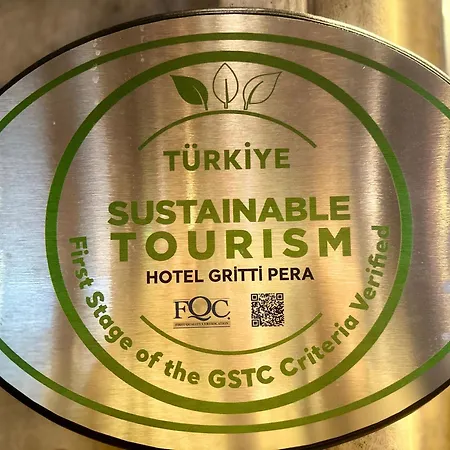 TÜRKİYE
SUSTAINABLE
TOURISM
HOTEL GRİTTİ PERA
FQC
First Stage of the GSTC Criteria Verified